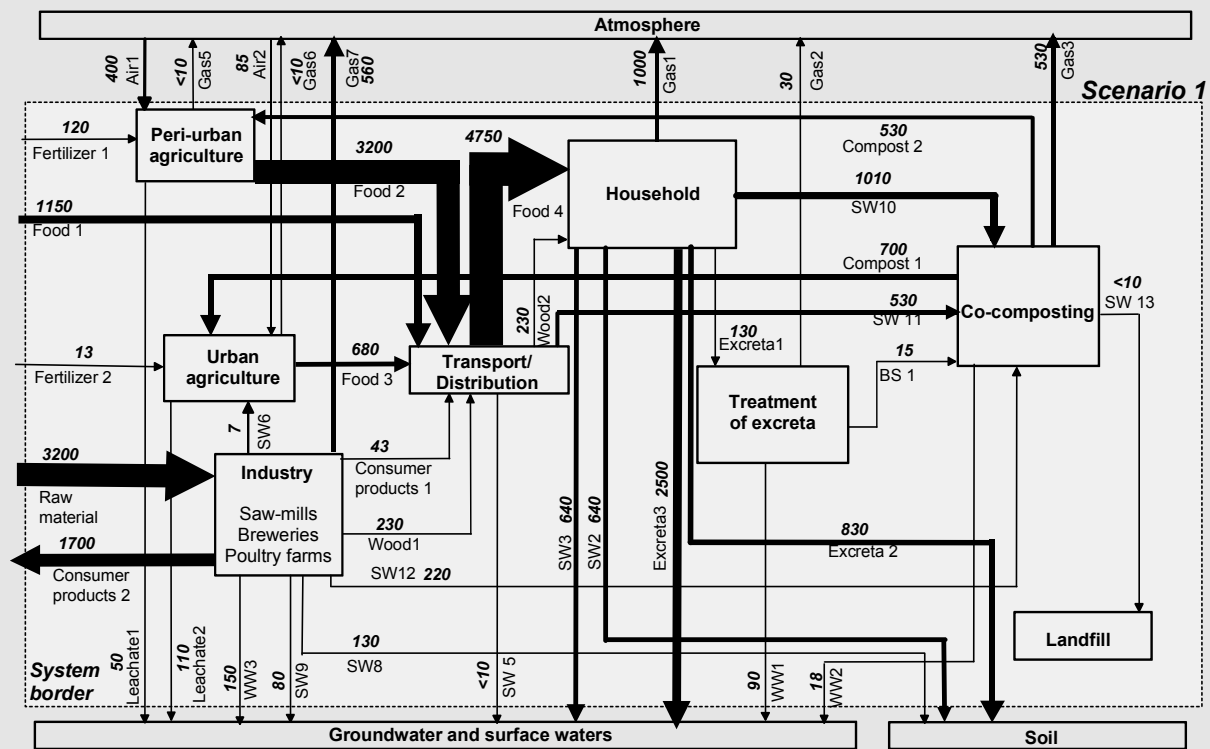 Atmosphere
400
Air1
<10
Gas5
85
Air2
<10
Gas6
Gas7
560
1000
Gas1
30
Gas2
530
Gas3
Scenario 1
120
Fertilizer 1
Peri-urban
agriculture
3200
Food 2
4750
Food 4
Household
530
Compost 2
1010
SW10
1150
Food 1
700
Compost 1
<10
SW 13
Co-composting
230
Wood2
530
SW 11
13
Fertilizer 2
Urban
agriculture
680
Food 3
Transport/
Distribution
130
Excreta1
15
BS 1
Treatment
of excreta
7
SW6
3200
Raw
material
Industry
Saw-mills
Breweries
Poultry farms
43
Consumer
products 1
230
Wood1
SW12 220
1700
Consumer
products 2
SW3 640
SW2 640
Excreta3 2500
830
Excreta 2
Landfill
System
border
50
Leachate1
110
Leachate2
150
WW3
80
SW9
130
SW8
<10
SW 5
90
WW1
18
WW2
Groundwater and surface waters
Soil